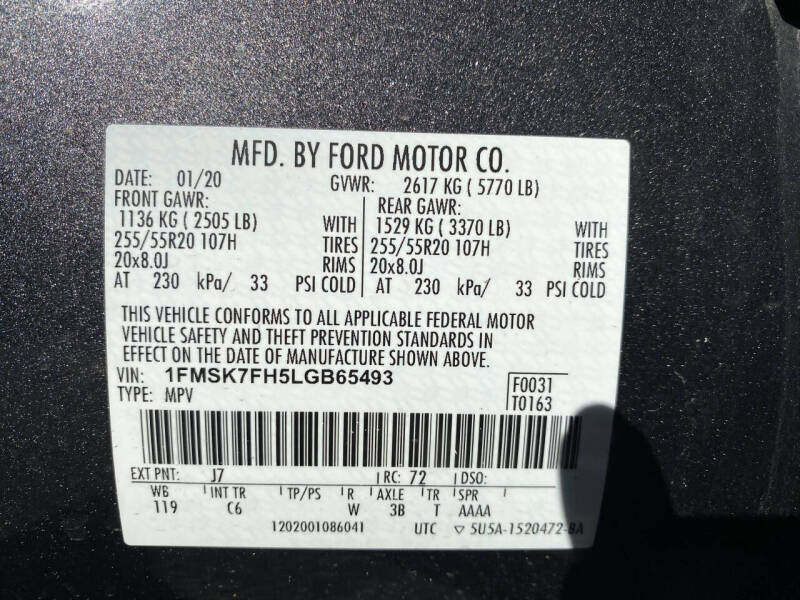 MFD. BY FORD MOTOR CO.
DATE: 01/20 GVWR: 2617 KG ( 5770 LB)
FRONT GAWR: REAR GAWR:
1136 KG ( 2505 LB) WITH 1529 KG ( 3370 LB) WITH
255/55R20 107H TIRES 255/55R20 107H TIRES
20x8.0J RIMS 20x8.0J RIMS
AT 230 kPa/ 33 PSI COLD AT 230 kPa/ 33 PSI COLD
THIS VEHICLE CONFORMS TO ALL APPLICABLE FEDERAL MOTOR
VEHICLE SAFETY AND THEFT PREVENTION STANDARDS IN
EFFECT ON THE DATE OF MANUFACTURE SHOWN ABOVE.
VIN: 1FMSK7FH5LGB65493 F0031
TYPE: MPV T0163
EXT PNT: J7 RC: 72 DSO:
WB INT TR TP/PS R AXLE TR SPR
119 C6 W 3B T AAAA
1202001086041 UTC ▽ 5U5A-1520472-BA